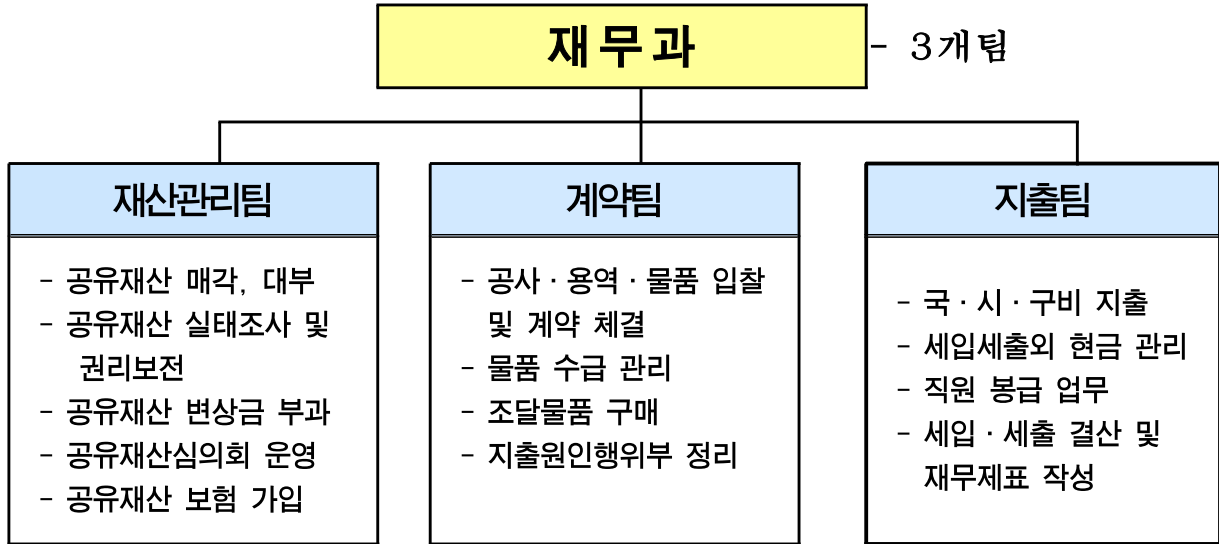 재무과
- 3개팀
재산관리팀
- 공유재산 매각, 대부
- 공유재산 실태조사 및
권리보전
- 공유재산 변상금 부과
- 공유재산심의회 운영
- 공유재산 보험 가입
계약팀
- 공사 · 용역 · 물품 입찰
및 계약 체결
- 물품 수급 관리
- 조달물품 구매
- 지출원인행위부 정리
지출팀
- 국 · 시 · 구비 지출
- 세입세출외 현금 관리
- 직원 봉급 업무
- 세입 · 세출 결산 및
재무제표 작성